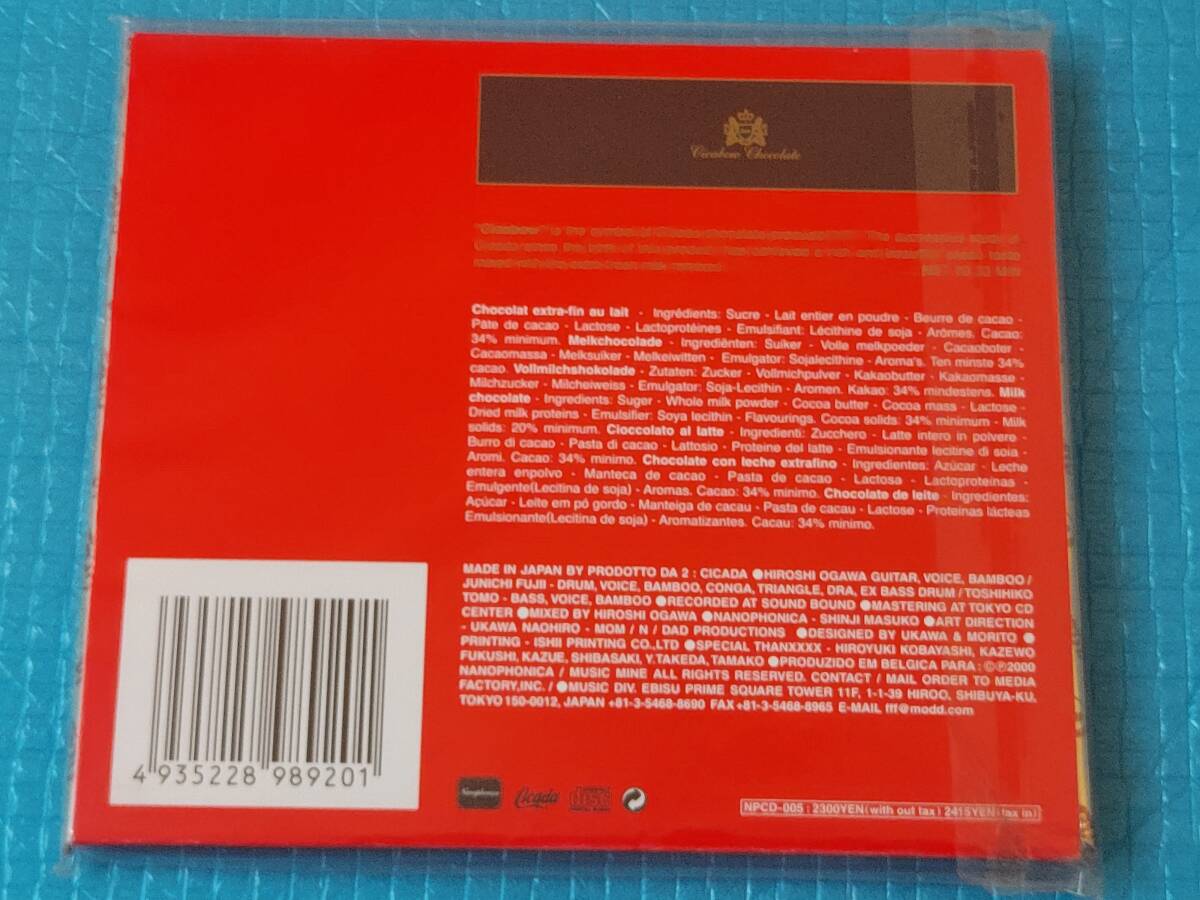 Cicabow Chocolate
"Cicabow" is the symbol of
Chocolat extra-fin au lait - Ingrédients: Sucre - Lait entier en poudre - Beurre de cacao -
Pâte de cacao - Lactose - Lactoprotéines - Emulsifiant: Lécithine de soja - Arômes. Cacao:
34% minimum. Melkchocolade - Ingrediënten: Suiker - Volle melkpoeder - Cacaoboter -
Cacaomassa - Melksuiker - Melkeiwitten - Emulgator: Sojalecithine - Aroma's. Ten minste 34%
cacao. Vollmilchshokolade - Zutaten: Zucker - Vollmichpulver - Kakaobutter - Kakaomasse -
Milchzucker - Milcheiweiss - Emulgator: Soja-Lecithin - Aromen. Kakao: 34% mindestens. Milk
chocolate - Ingredients: Suger - Whole milk powder - Cocoa butter - Cocoa mass - Lactose -
Dried milk proteins - Emulsifier: Soya lecithin - Flavourings. Cocoa solids: 34% minimum - Milk
solids: 20% minimum. Cioccolato al latte - Ingredienti: Zucchero - Latte intero in polvere -
Burro di cacao - Pasta di cacao - Lattosio - Proteine del latte - Emulsionante lecitine di soia -
Aromi. Cacao: 34% minimo. Chocolate con leche extrafino - Ingredientes: Azúcar - Leche
entera enpolvo - Manteca de cacao - Pasta de cacao - Lactosa - Lactoproteínas -
Emulgente(Lecitina de soja) - Aromas. Cacao: 34% minimo. Chocolate de leite - Ingredientes:
Açúcar - Leite em pó gordo - Manteiga de cacau - Pasta de cacau - Lactose - Proteínas lácteas
Emulsionante(Lecitina de soja) - Aromatizantes. Cacau: 34% minimo.
MADE IN JAPAN BY PRODOTTO DA 2 : CICADA ●HIROSHI OGAWA GUITAR, VOICE, BAMBOO /
JUNICHI FUJII - DRUM, VOICE, BAMBOO, CONGA, TRIANGLE, DRA, EX BASS DRUM / TOSHIHIKO
TOMO - BASS, VOICE, BAMBOO ●RECORDED AT SOUND BOUND ●MASTERING AT TOKYO CD
CENTER ●MIXED BY HIROSHI OGAWA ●NANOPHONICA - SHINJI MASUKO ●ART DIRECTION
- UKAWA NAOHIRO - MOM / N / DAD PRODUCTIONS ●DESIGNED BY UKAWA & MORITO ●
PRINTING - ISHII PRINTING CO.,LTD ●SPECIAL THANXXXX - HIROYUKI KOBAYASHI, KAZEWO
FUKUSHI, KAZUE, SHIBASAKI, Y.TAKEDA, TAMAKO ●PRODUZIDO EM BELGICA PARA : ©℗2000
NANOPHONICA / MUSIC MINE ALL RIGHTS RESERVED. CONTACT / MAIL ORDER TO MEDIA
FACTORY,INC. / ●MUSIC DIV. EBISU PRIME SQUARE TOWER 11F, 1-1-39 HIROO, SHIBUYA-KU,
TOKYO 150-0012, JAPAN +81-3-5468-8690 FAX+81-3-5468-8965 E-MAIL fff@modd.com
4 935228 989201
Cicada
disc
NPCD-005 : 2300YEN(with out tax) 2415YEN(tax in)